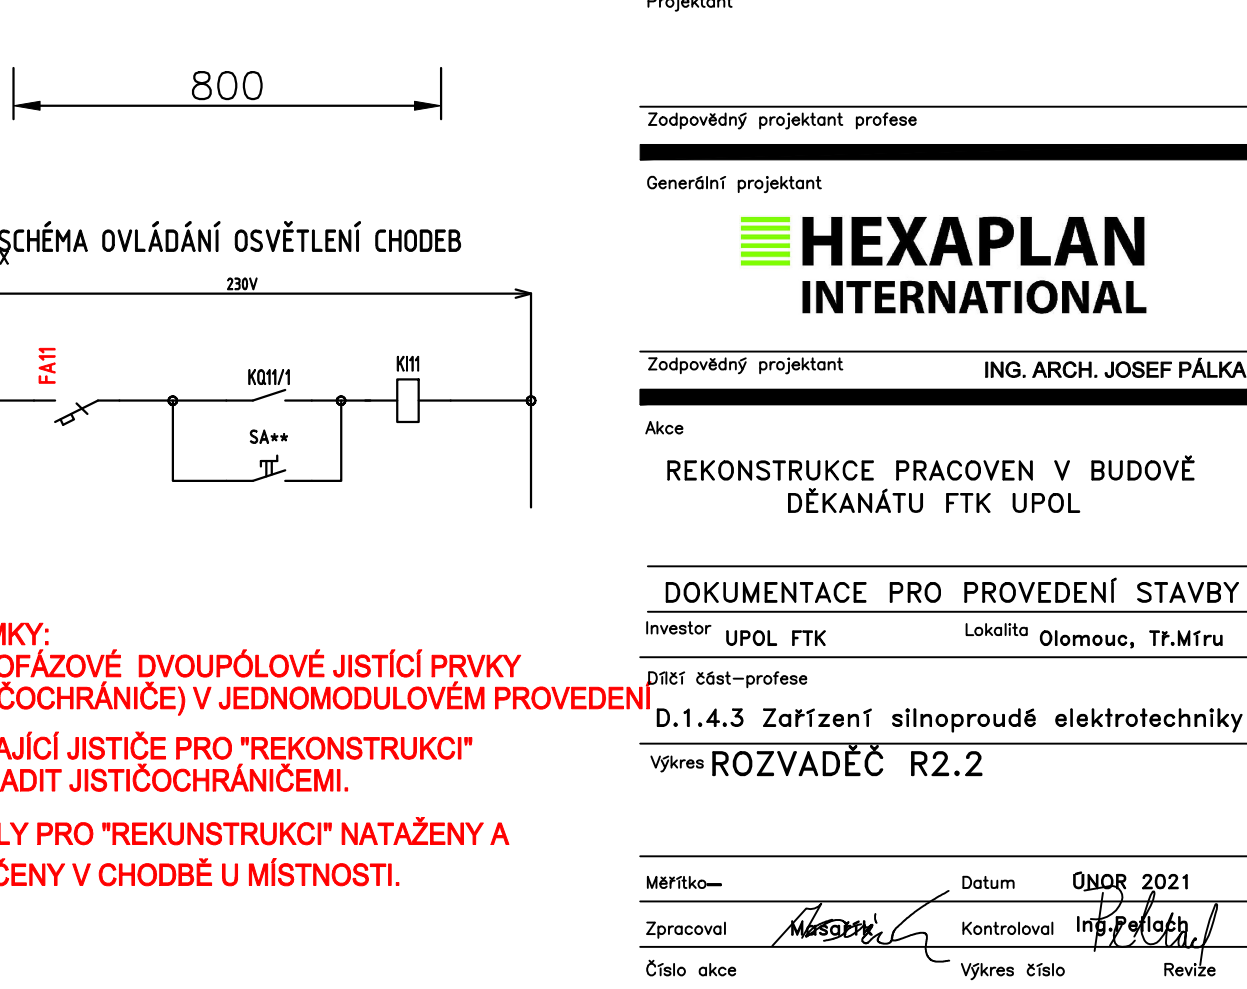 800
SCHÉMA OVLÁDÁNÍ OSVĚTLENÍ CHODEB
X
230V
FA11
KQ11/1
KI11
SA**
MKY:
OFÁZOVÉ DVOUPÓLOVÉ JISTÍCÍ PRVKY
ČOCHRÁNIČE) V JEDNOMODULOVÉM PROVEDENÍ
AJÍCÍ JISTIČE PRO "REKONSTRUKCI"
ADIT JISTIČOCHRÁNIČEMI.
LY PRO "REKUNSTRUKCI" NATAŽENY A
ČENY V CHODBĚ U MÍSTNOSTI.
Projektant
Zodpovědný projektant profese
Generální projektant
HEXAPLAN
INTERNATIONAL
Zodpovědný projektant ING. ARCH. JOSEF PÁLKA
Akce
REKONSTRUKCE PRACOVEN V BUDOVĚ
DĚKANÁTU FTK UPOL
DOKUMENTACE PRO PROVEDENÍ STAVBY
Investor UPOL FTK Lokalita Olomouc, Tř.Míru
Dílčí část–profese
D.1.4.3 Zařízení silnoproudé elektrotechniky
Výkres ROZVADĚČ R2.2
Měřítko– Datum ÚNOR 2021
Zpracoval Masařík Kontroloval Ing.Petlach
Číslo akce Výkres číslo Revize